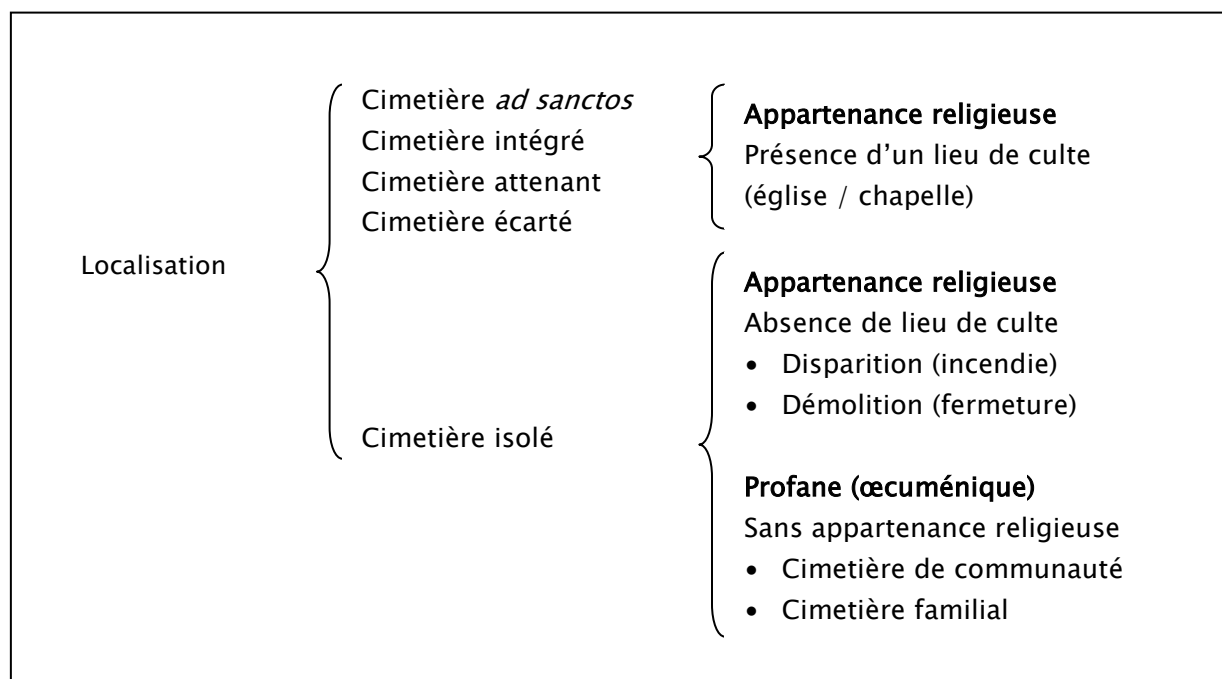 Localisation
Cimetière ad sanctos
Cimetière intégré
Cimetière attenant
Cimetière écarté
Cimetière isolé
Appartenance religieuse
Présence d’un lieu de culte
(église / chapelle)
Appartenance religieuse
Absence de lieu de culte
• Disparition (incendie)
• Démolition (fermeture)
Profane (œcuménique)
Sans appartenance religieuse
• Cimetière de communauté
• Cimetière familial